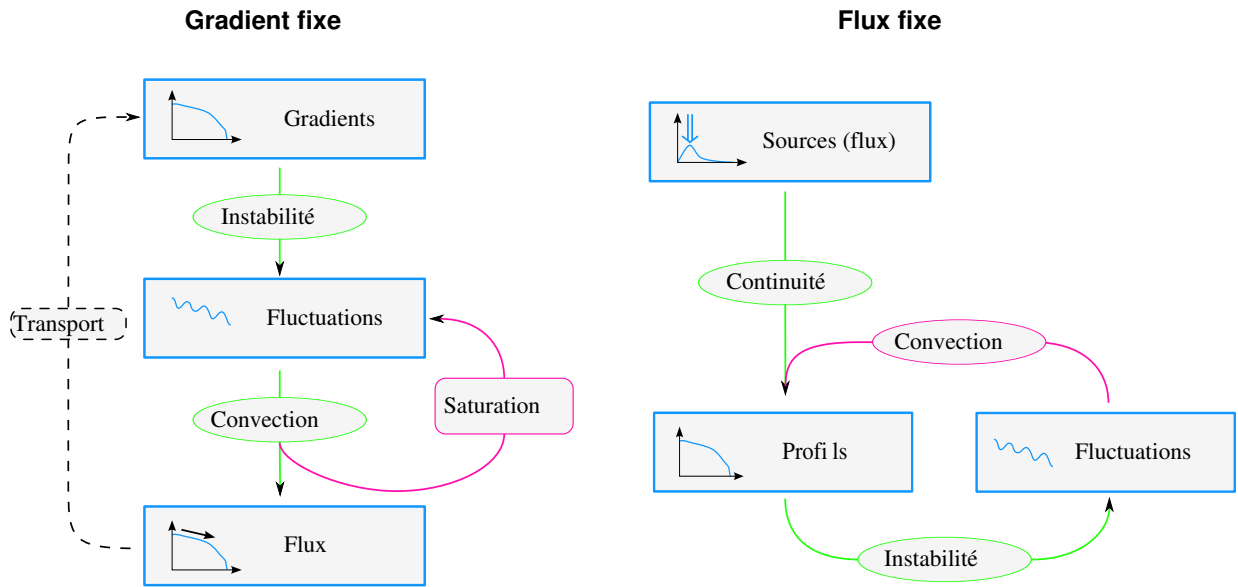 Gradient fixe
Gradients
Instabilité
Fluctuations
Transport
Convection
Saturation
Flux
Flux fixe
Sources (flux)
Continuité
Convection
Profi ls
Fluctuations
Instabilité